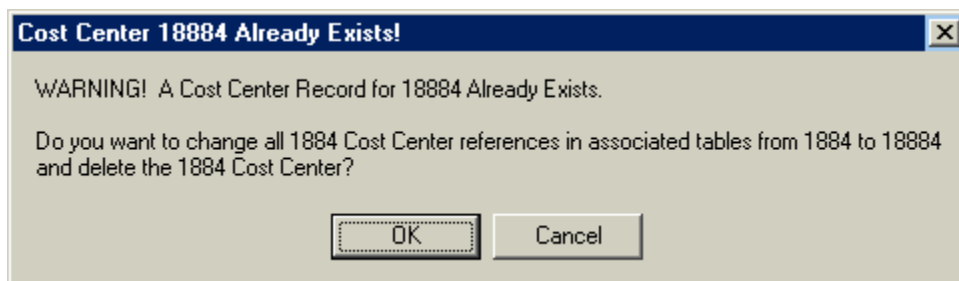 Cost Center 18884 Already Exists!
WARNING!  A Cost Center Record for 18884 Already Exists.
Do you want to change all 1884 Cost Center references in associated tables from 1884 to 18884
and delete the 1884 Cost Center?
OK
Cancel